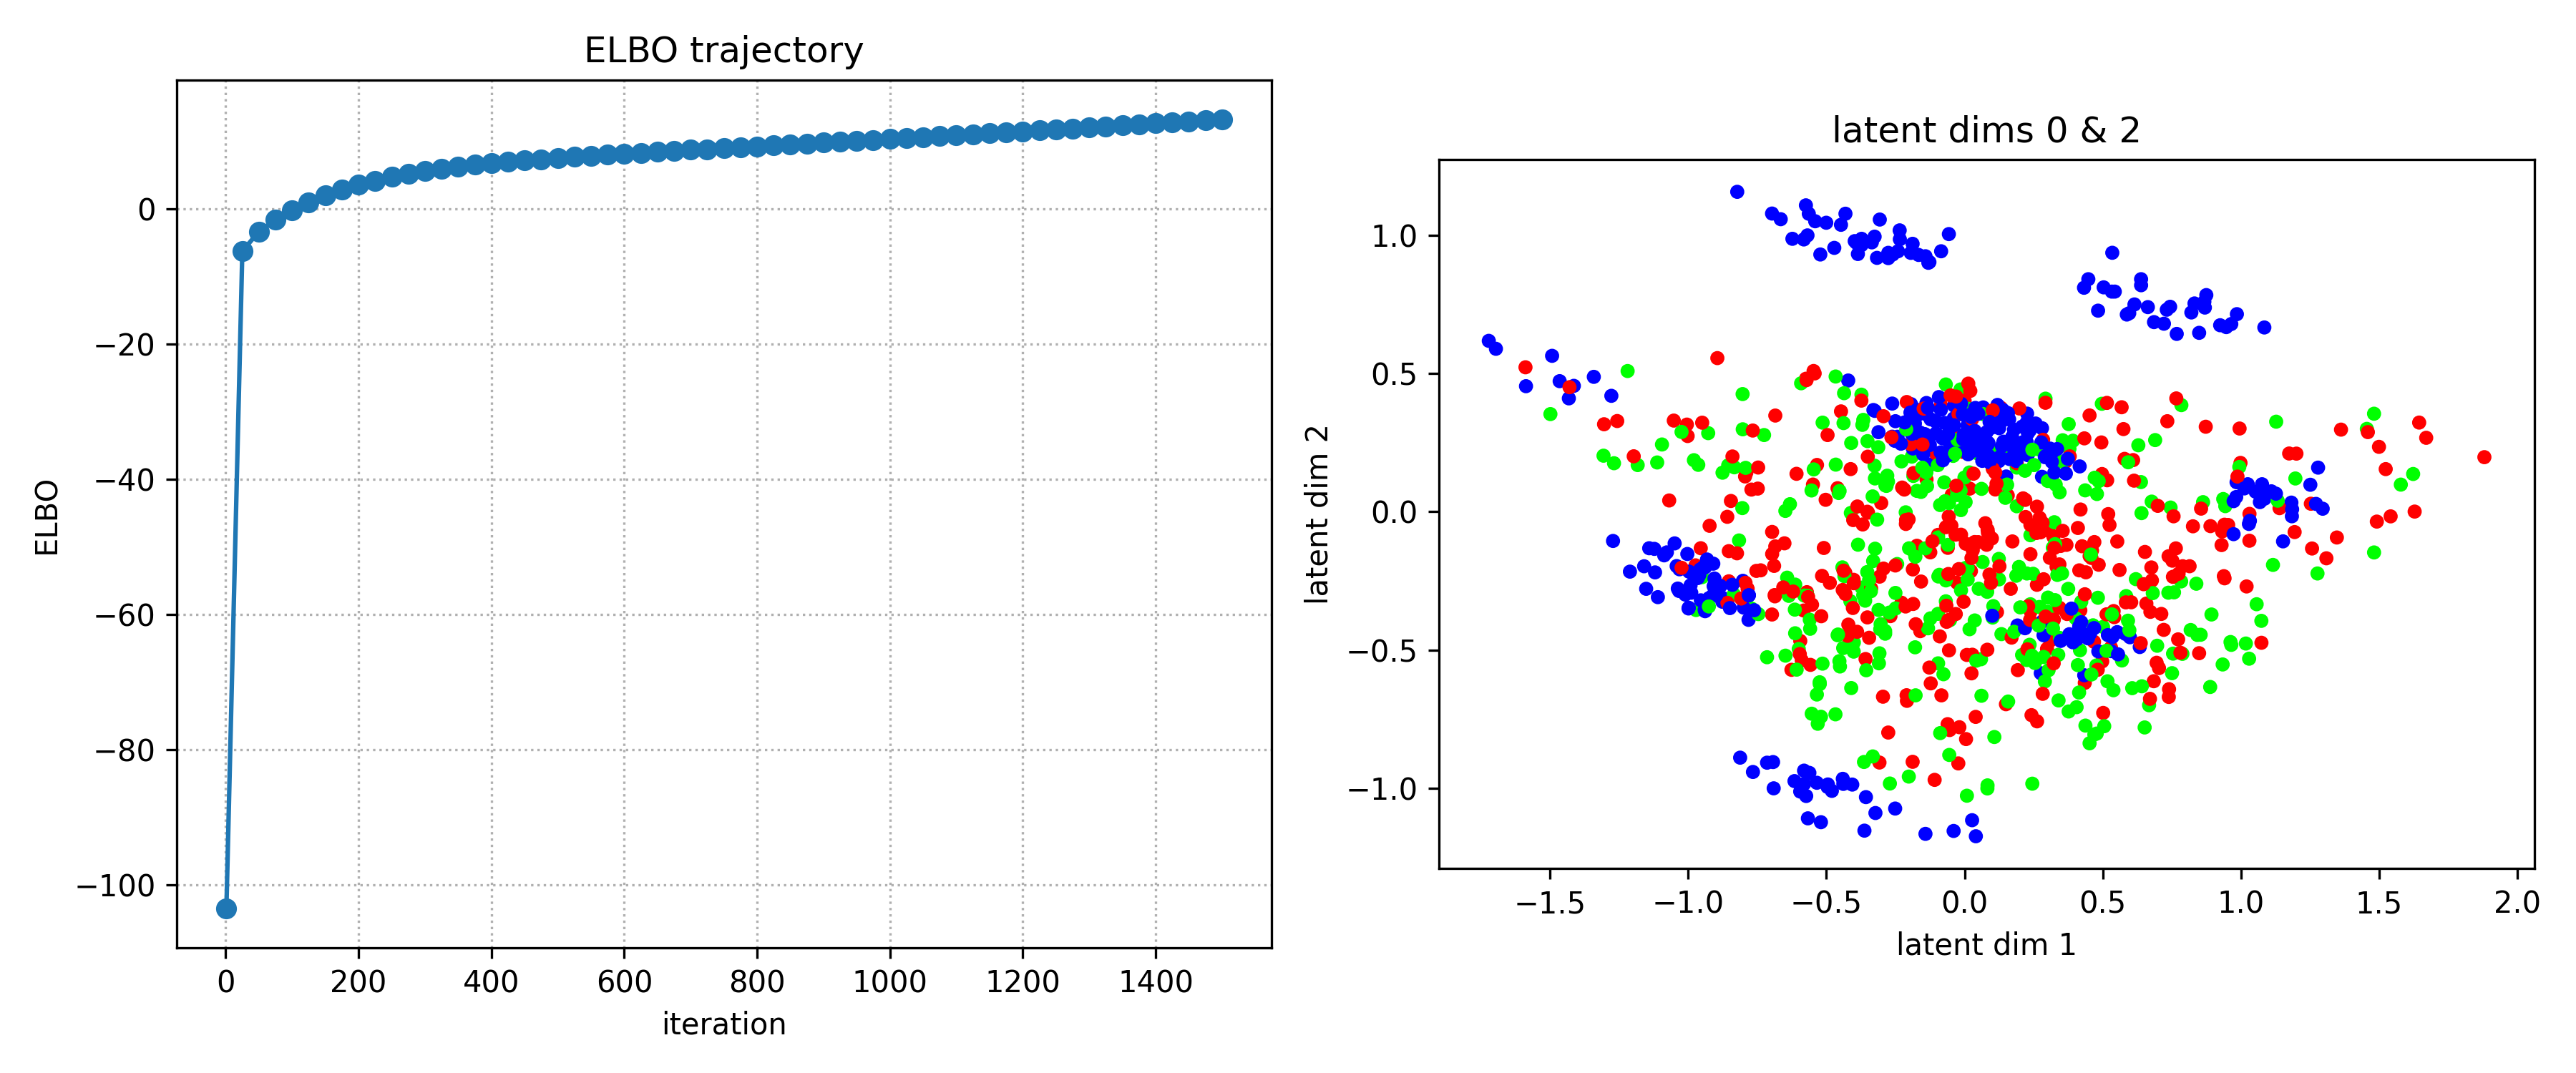 ELBO trajectory
ELBO
0
−20
−40
−60
−80
−100
0 200 400 600 800 1000 1200 1400
iteration
latent dims 0 & 2
latent dim 2
1.0
0.5
0.0
−0.5
−1.0
−1.5 −1.0 −0.5 0.0 0.5 1.0 1.5 2.0
latent dim 1